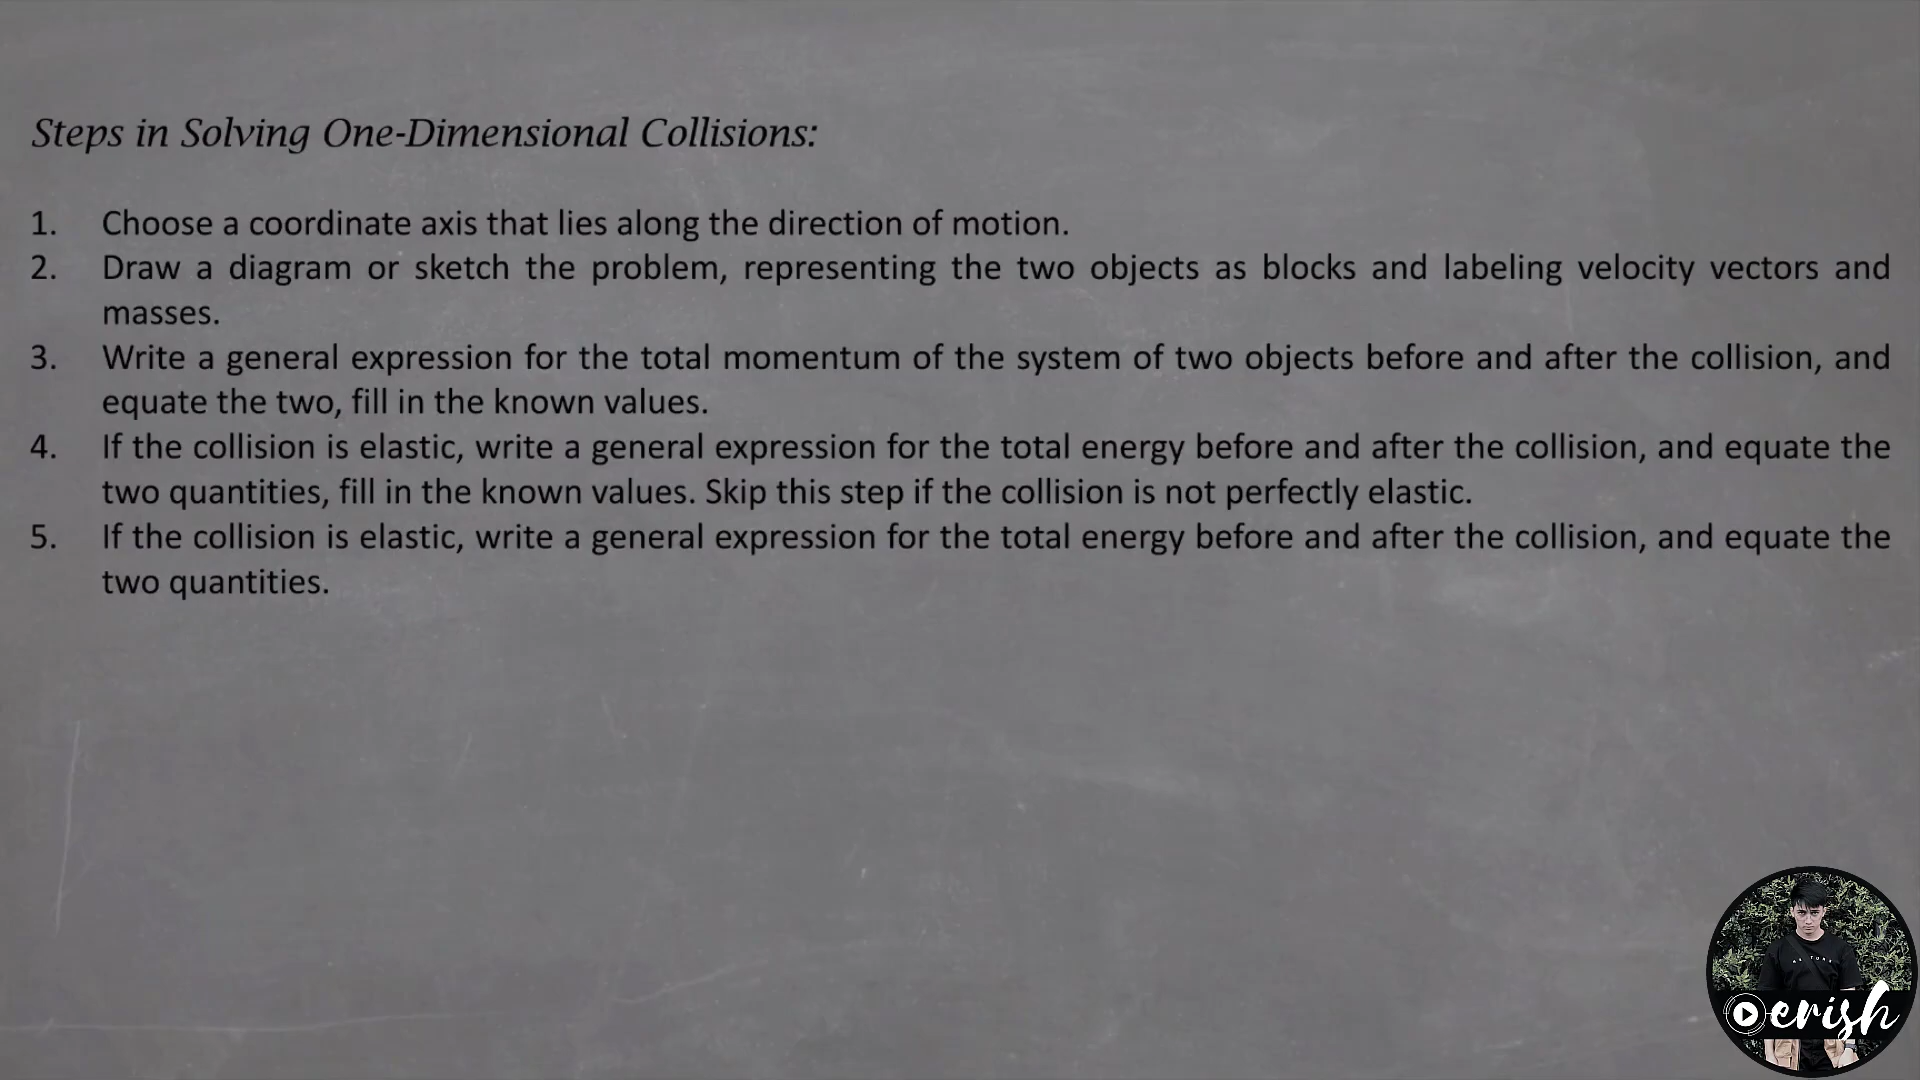 Steps in Solving One-Dimensional Collisions:
1. Choose a coordinate axis that lies along the direction of motion.
2. Draw a diagram or sketch the problem, representing the two objects as blocks and labeling velocity vectors and
masses.
3. Write a general expression for the total momentum of the system of two objects before and after the collision, and
equate the two, fill in the known values.
4. If the collision is elastic, write a general expression for the total energy before and after the collision, and equate the
two quantities, fill in the known values. Skip this step if the collision is not perfectly elastic.
5. If the collision is elastic, write a general expression for the total energy before and after the collision, and equate the
two quantities.
erish